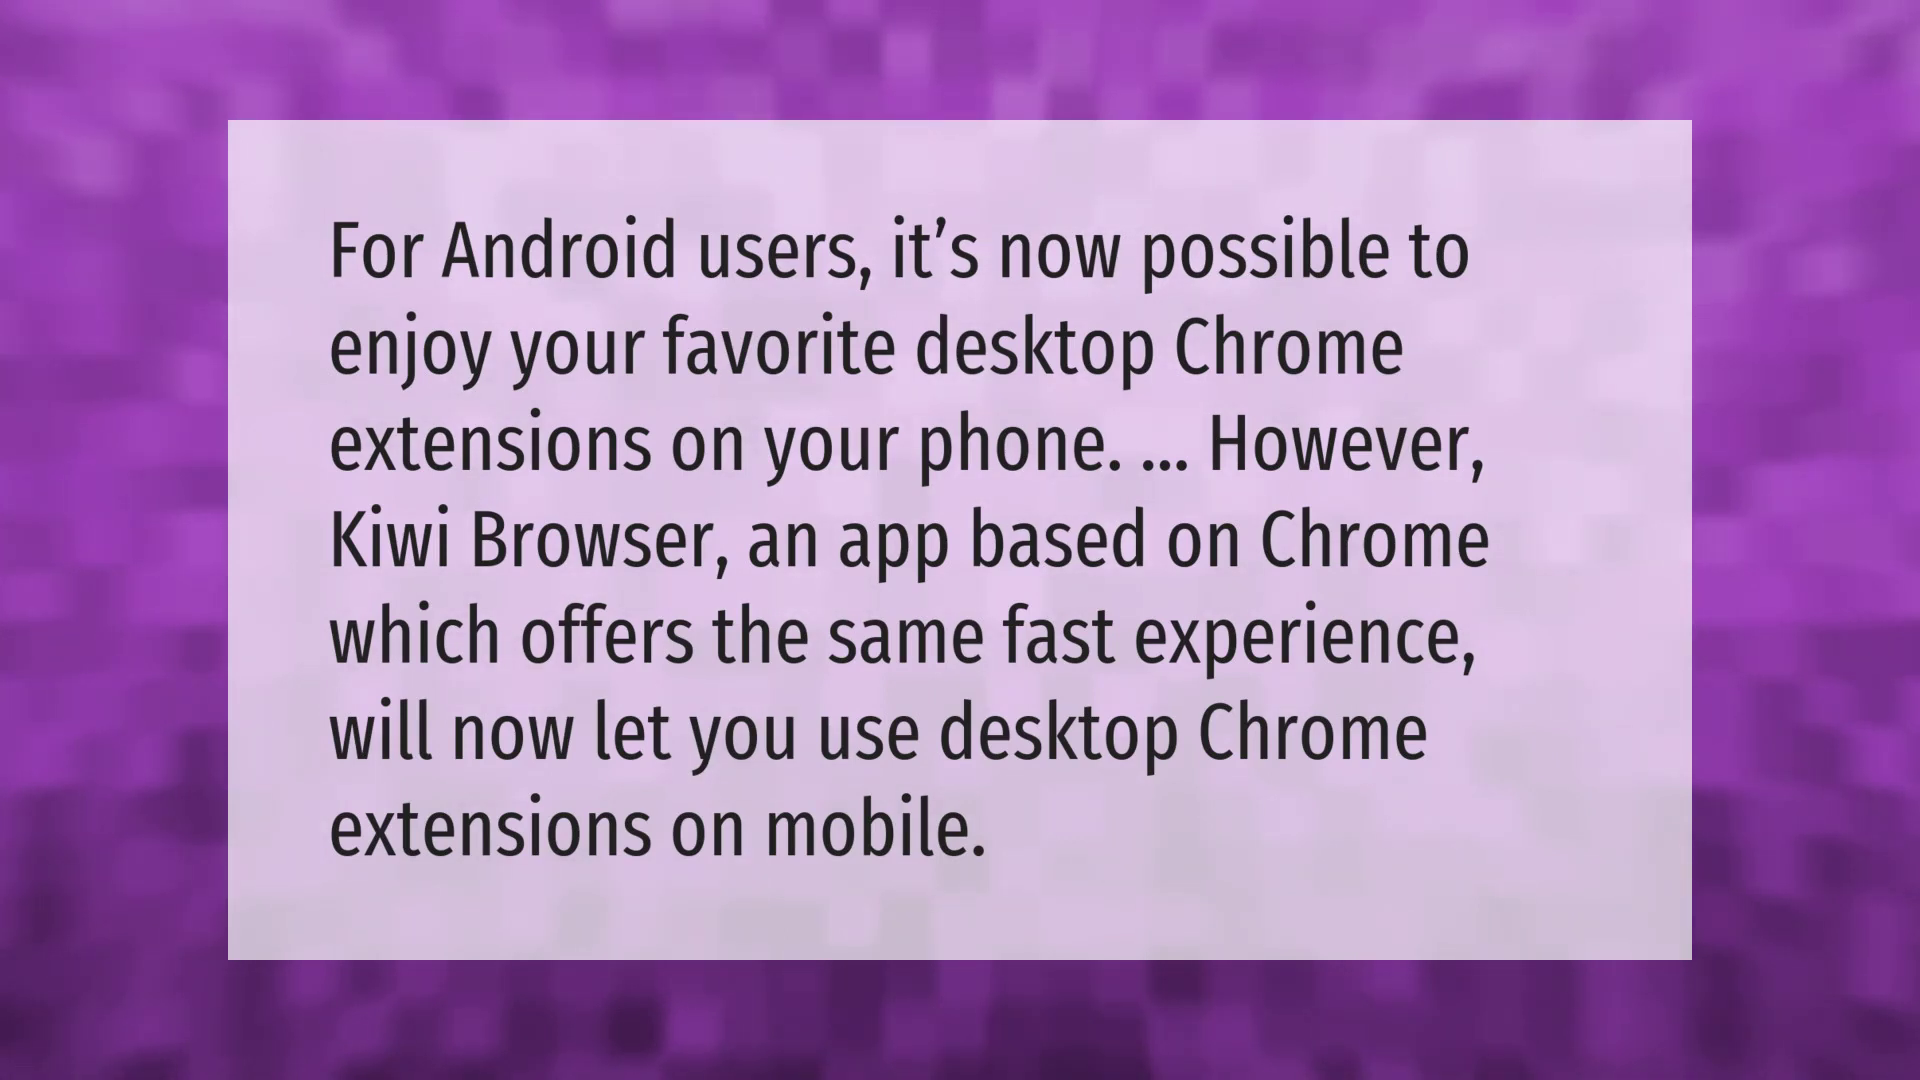 For Android users, it’s now possible to
enjoy your favorite desktop Chrome
extensions on your phone. ... However,
Kiwi Browser, an app based on Chrome
which offers the same fast experience,
will now let you use desktop Chrome
extensions on mobile.